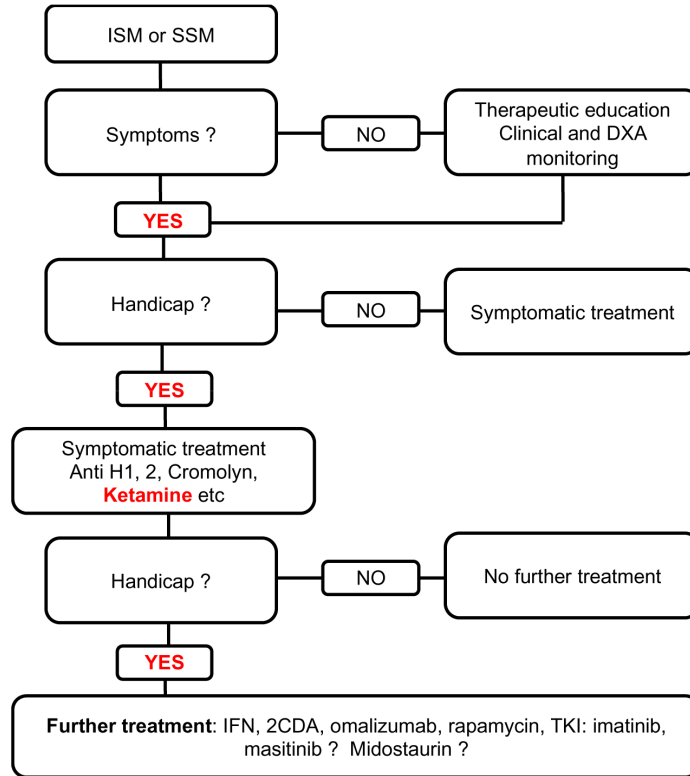 ISM or SSM
Symptoms ?
NO
Therapeutic education
Clinical and DXA
monitoring
YES
Handicap ?
NO
Symptomatic treatment
YES
Symptomatic treatment
Anti H1, 2, Cromolyn,
Ketamine etc
Handicap ?
NO
No further treatment
YES
Further treatment: IFN, 2CDA, omalizumab, rapamycin, TKI: imatinib,
masitinib ? Midostaurin ?